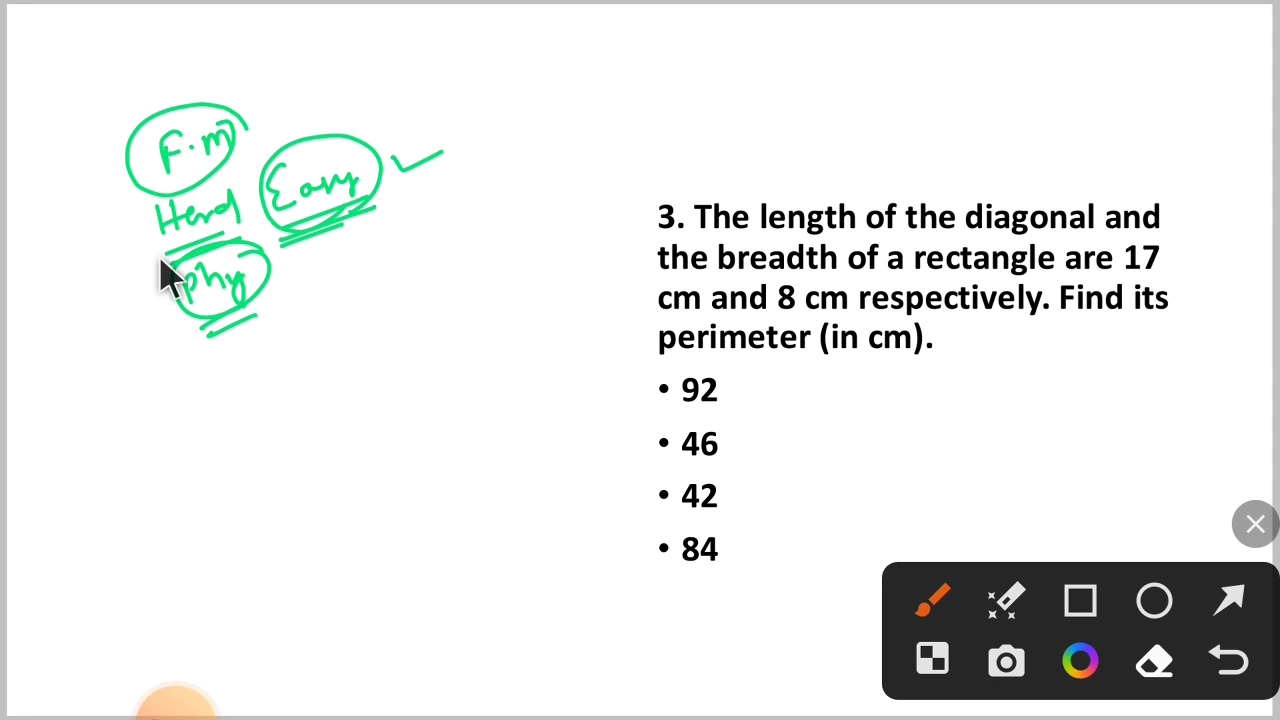 F.m
Hard
Easy
phy
3. The length of the diagonal and
the breadth of a rectangle are 17
cm and 8 cm respectively. Find its
perimeter (in cm).
• 92
• 46
• 42
• 84